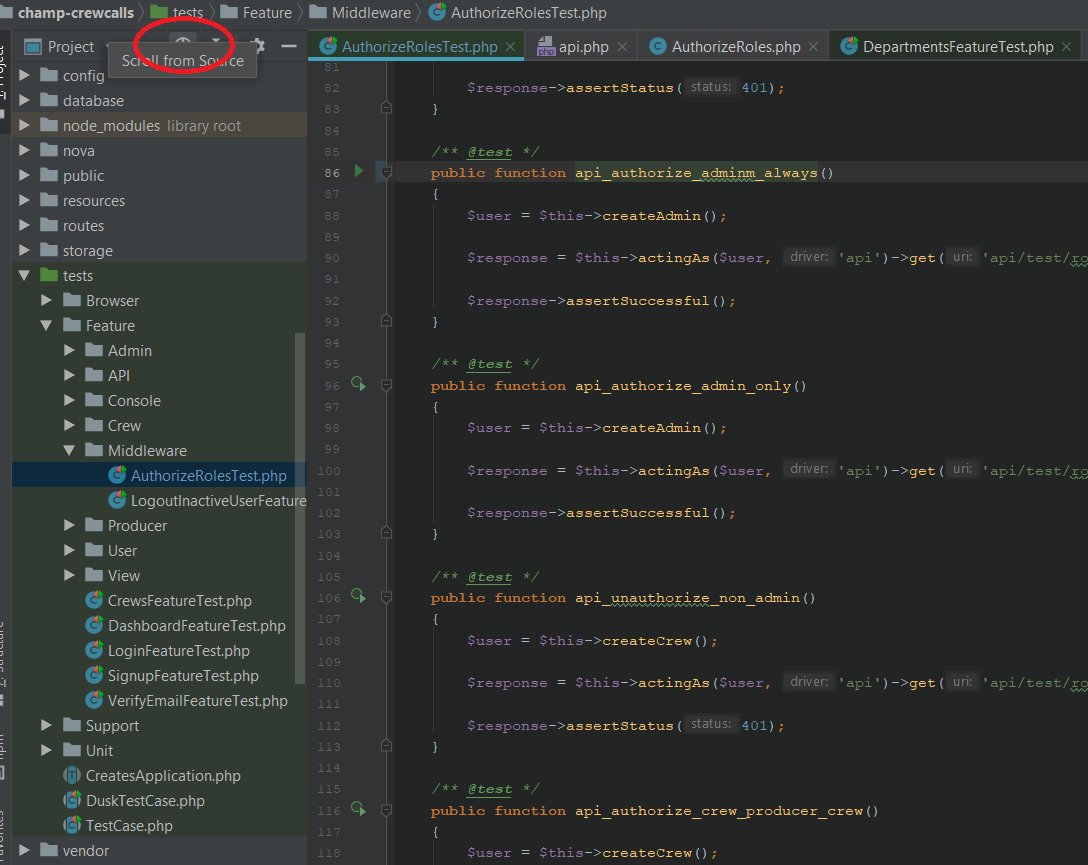 champ-crewcalls tests Feature Middleware AuthorizeRolesTest.php
Project
Scroll from Source
AuthorizeRolesTest.php api.php AuthorizeRoles.php DepartmentsFeatureTest.php
config
database
node_modules library root
nova
public
resources
routes
storage
tests
Browser
Feature
Admin
API
Console
Crew
Middleware
AuthorizeRolesTest.php
LogoutInactiveUserFeature
Producer
User
View
CrewsFeatureTest.php
DashboardFeatureTest.php
LoginFeatureTest.php
SignupFeatureTest.php
VerifyEmailFeatureTest.php
Support
Unit
CreatesApplication.php
DuskTestCase.php
TestCase.php
vendor
81
82 $response->assertStatus( status: 401);
83 }
84
85 /** @test */
86 public function api_authorize_adminm_always()
87 {
88 $user = $this->createAdmin();
89
90 $response = $this->actingAs($user, driver: 'api')->get( uri: 'api/test/ro
91
92 $response->assertSuccessful();
93 }
94
95 /** @test */
96 public function api_authorize_admin_only()
97 {
98 $user = $this->createAdmin();
99
100 $response = $this->actingAs($user, driver: 'api')->get( uri: 'api/test/ro
101
102 $response->assertSuccessful();
103 }
104
105 /** @test */
106 public function api_unauthorize_non_admin()
107 {
108 $user = $this->createCrew();
109
110 $response = $this->actingAs($user, driver: 'api')->get( uri: 'api/test/ro
111
112 $response->assertStatus( status: 401);
113 }
114
115 /** @test */
116 public function api_authorize_crew_producer_crew()
117 {
118 $user = $this->createCrew();